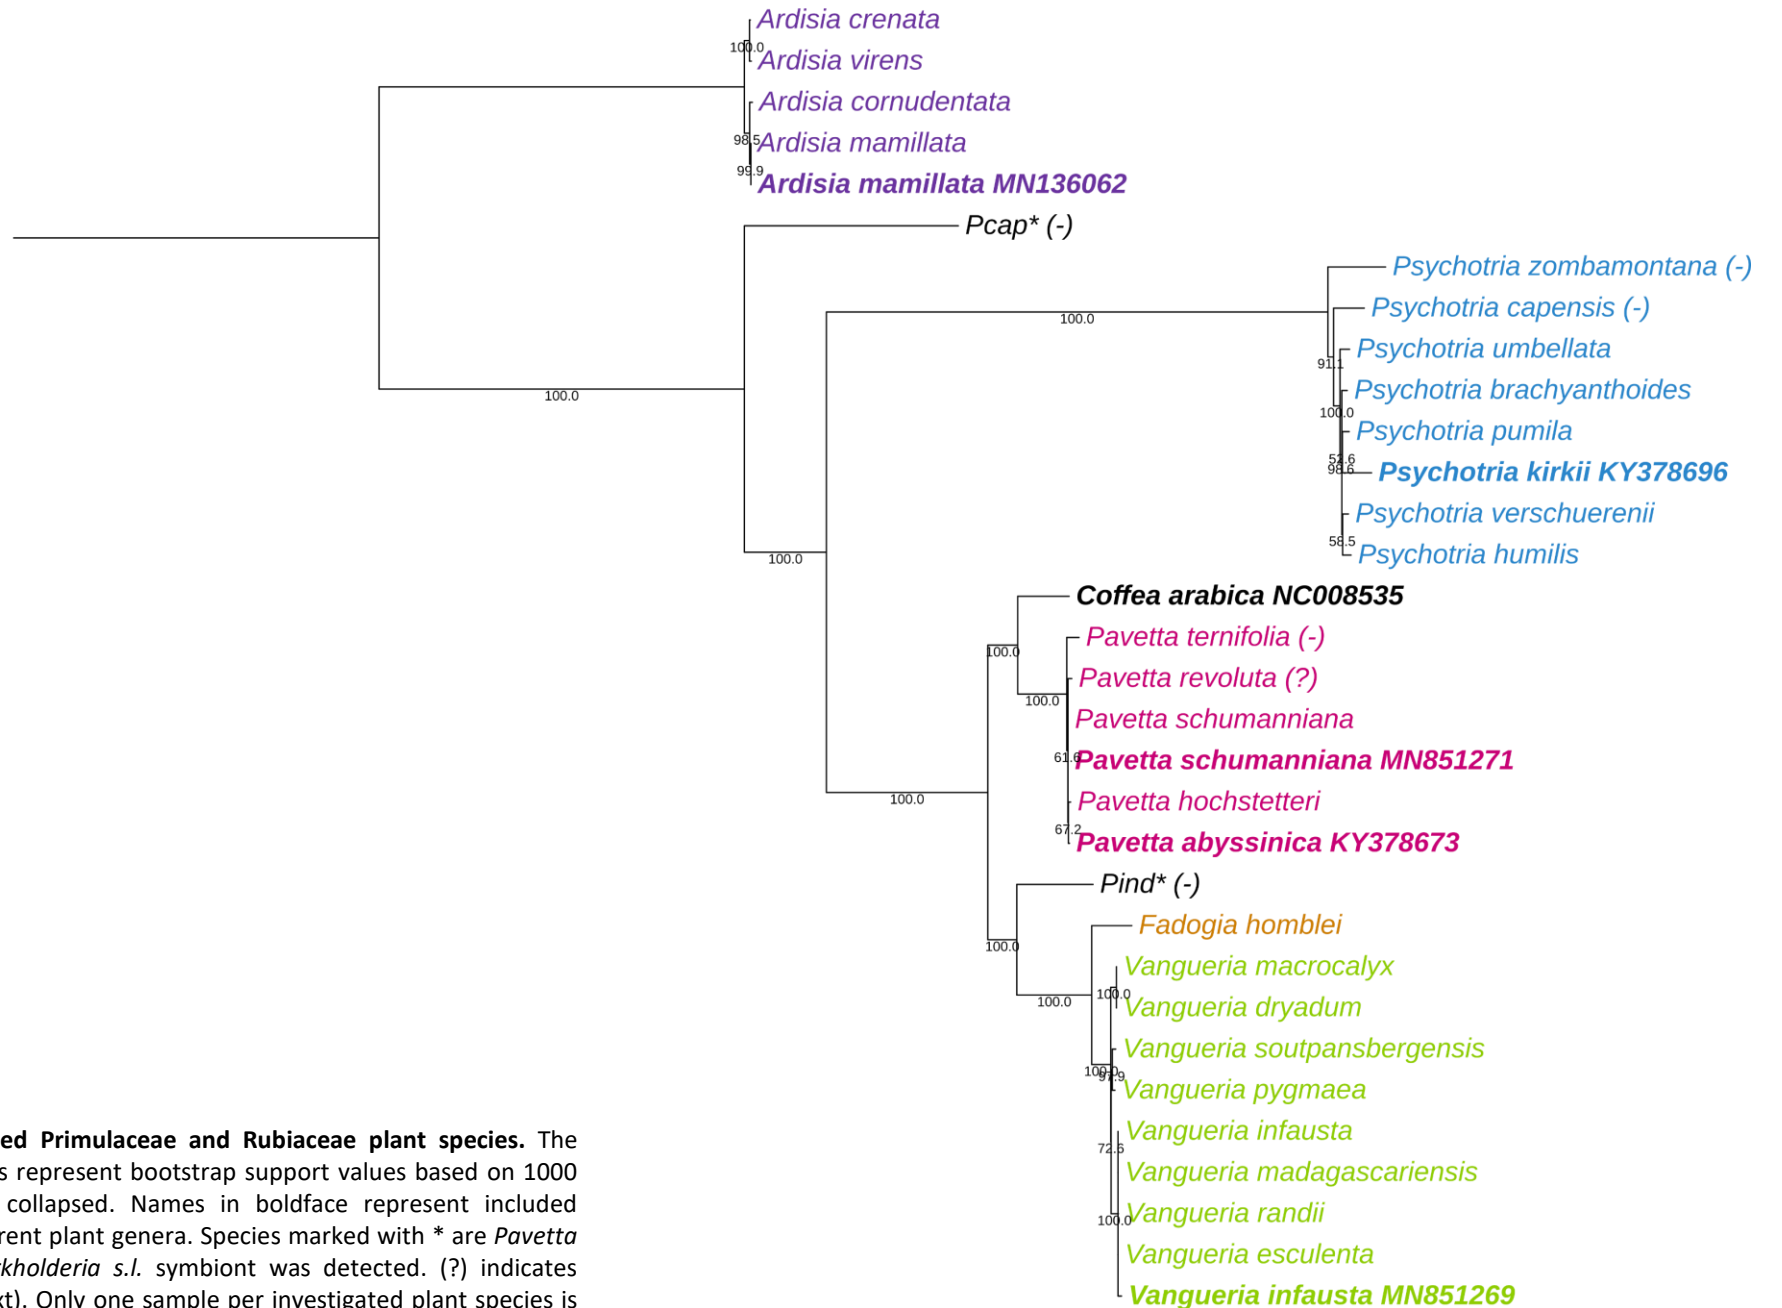 Ardisia crenata
100.0
Ardisia virens
Ardisia cornudentata
98.5
Ardisia mamillata
99.9
Ardisia mamillata MN136062
Pcap* (-)
Psychotria zombamontana (-)
Psychotria capensis (-)
100.0
Psychotria umbellata
91.1
Psychotria brachyanthoides
100.0
100.0
Psychotria pumila
52.6
98.6
Psychotria kirkii KY378696
Psychotria verschuerenii
58.5
Psychotria humilis
100.0
Coffea arabica NC008535
Pavetta ternifolia (-)
100.0
Pavetta revoluta (?)
100.0
Pavetta schumanniana
61.6
Pavetta schumanniana MN851271
100.0
Pavetta hochstetteri
67.2
Pavetta abyssinica KY378673
Pind* (-)
Fadogia homblei
100.0
Vangueria macrocalyx
100.0
100.0
Vangueria dryadum
Vangueria soutpansbergensis
100.0
97.9
Vangueria pygmaea
Vangueria infausta
72.5
Vangueria madagascariensis
Vangueria randii
100.0
Vangueria esculenta
Vangueria infausta MN851269
ed Primulaceae and Rubiaceae plant species. The
s represent bootstrap support values based on 1000
collapsed. Names in boldface represent included
rent plant genera. Species marked with * are Pavetta
kholderia s.l. symbiont was detected. (?) indicates
xt). Only one sample per investigated plant species is